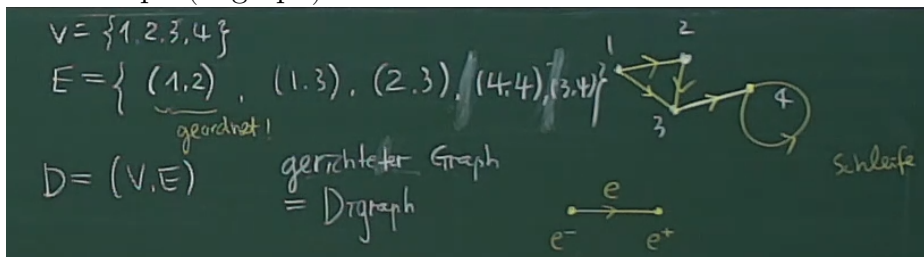 V = {1,2,3,4}
E = { (1,2), (1,3), (2,3), (4,4), (3,4) }
geordnet!
D = (V,E)
gerichteter Graph
= Digraph
1
2
3
4
Schleife
e
e⁻
e⁺